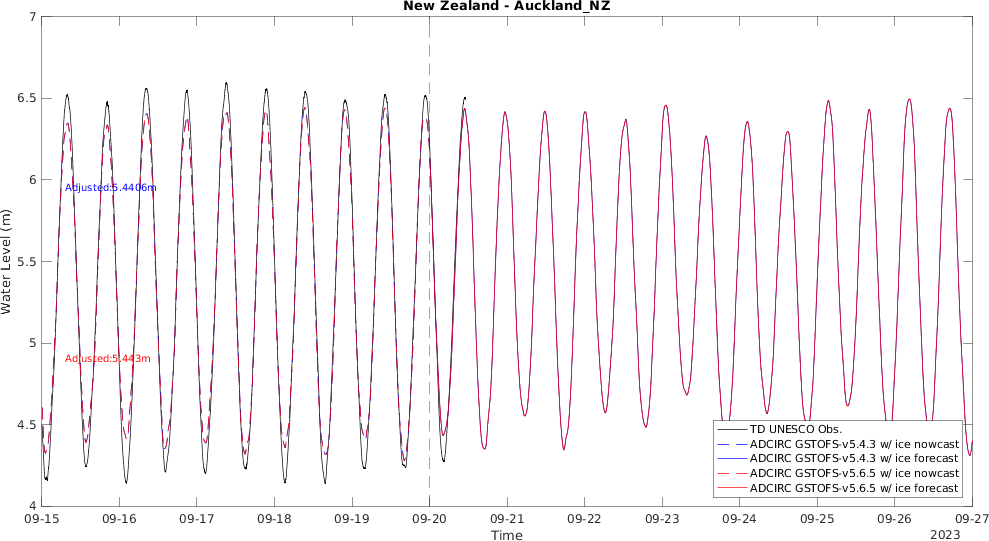 New Zealand - Auckland_NZ
7
6.5
6
5.5
5
4.5
4
Water Level (m)
Adjusted:5.4406m
Adjusted:5.443m
TD UNESCO Obs.
ADCIRC GSTOFS-v5.4.3 w/ ice nowcast
ADCIRC GSTOFS-v5.4.3 w/ ice forecast
ADCIRC GSTOFS-v5.6.5 w/ ice nowcast
ADCIRC GSTOFS-v5.6.5 w/ ice forecast
09-15 09-16 09-17 09-18 09-19 09-20 09-21 09-22 09-23 09-24 09-25 09-26 09-27
Time
2023